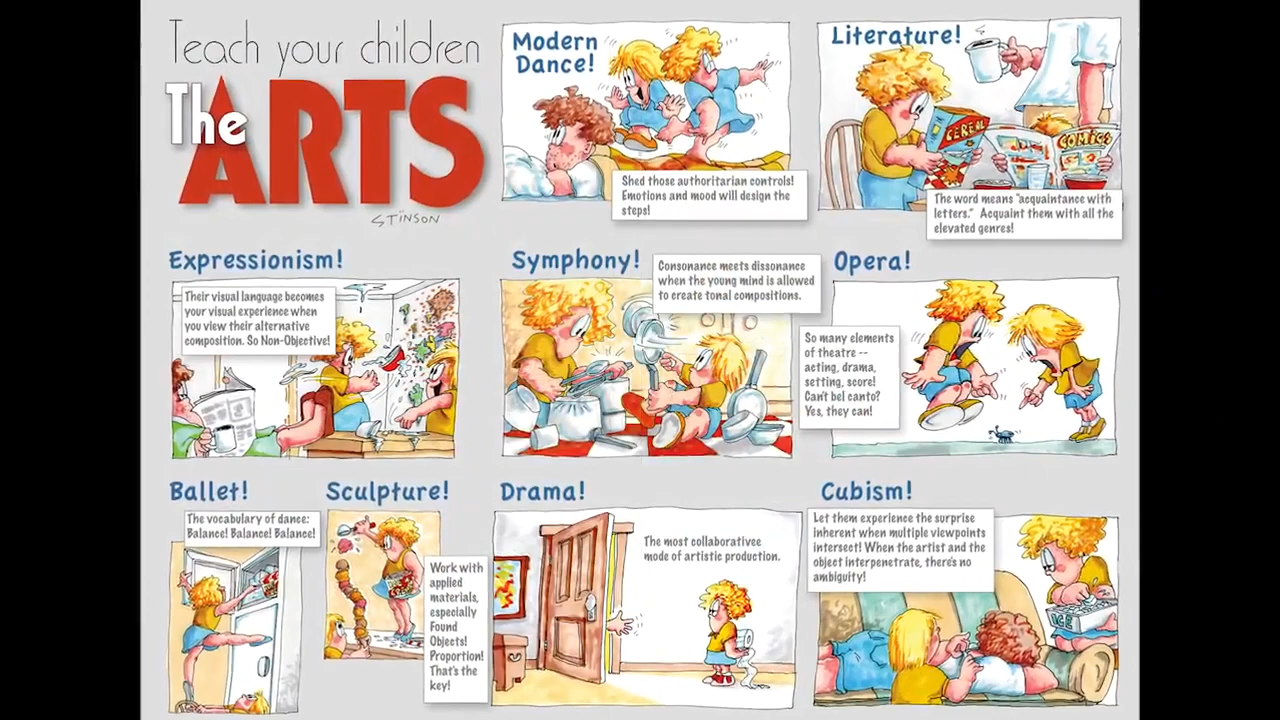 Teach your children
The ARTS
STINSON
Modern
Dance!
Shed those authoritarian controls!
Emotions and mood will design the
steps!
Literature!
CEREAL
COMICS
The word means "acquaintance with
letters." Acquaint them with all the
elevated genres!
Expressionism!
Their visual language becomes
your visual experience when
you view their alternative
composition. So Non-Objective!
Symphony!
Consonance meets dissonance
when the young mind is allowed
to create tonal compositions.
Opera!
So many elements
of theatre --
acting, drama,
setting, score!
Can't bel canto?
Yes, they can!
Ballet!
The vocabulary of dance:
Balance! Balance! Balance!
Sculpture!
Work with
applied
materials,
especially
Found
Objects!
Proportion!
That's the
key!
Drama!
The most collaborativee
mode of artistic production.
Cubism!
Let them experience the surprise
inherent when multiple viewpoints
intersect! When the artist and the
object interpenetrate, there's no
ambiguity!
ICE